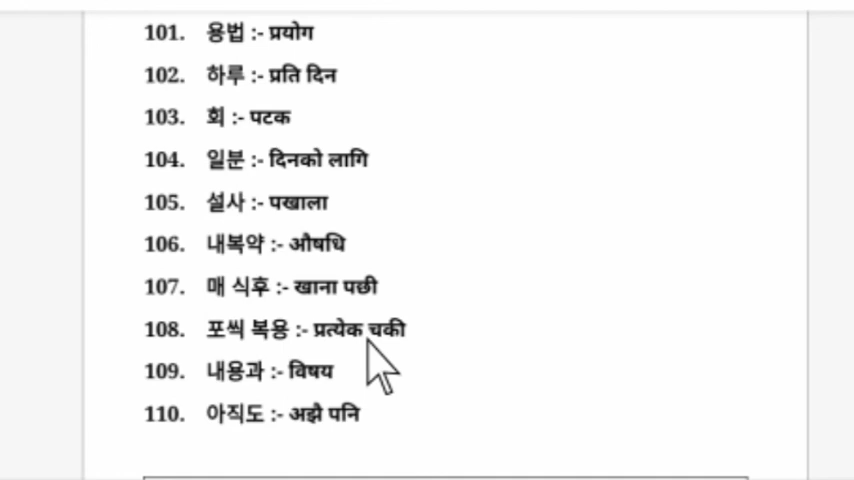 101. 용법 :- प्रयोग
102. 하루 :- प्रति दिन
103. 회 :- पटक
104. 일분 :- दिनको लागि
105. 설사 :- पखाला
106. 내복약 :- औषधि
107. 매 식후 :- खाना पछी
108. 포씩 복용 :- प्रत्येक चकी
109. 내용과 :- विषय
110. 아직도 :- अझै पनि